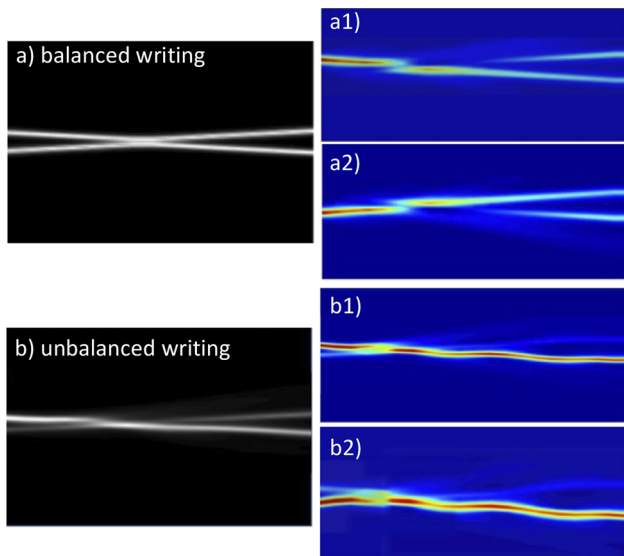 a) balanced writing
a1)
a2)
b) unbalanced writing
b1)
b2)